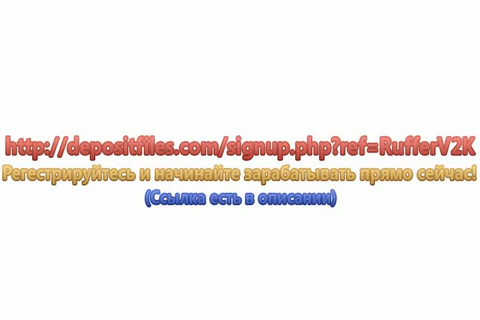 http://depositfiles.com/signup.php?ref=RufferV2K
Регестрируйтесь и начинайте зарабатывать прямо сейчас!
(Ссылка есть в описании)